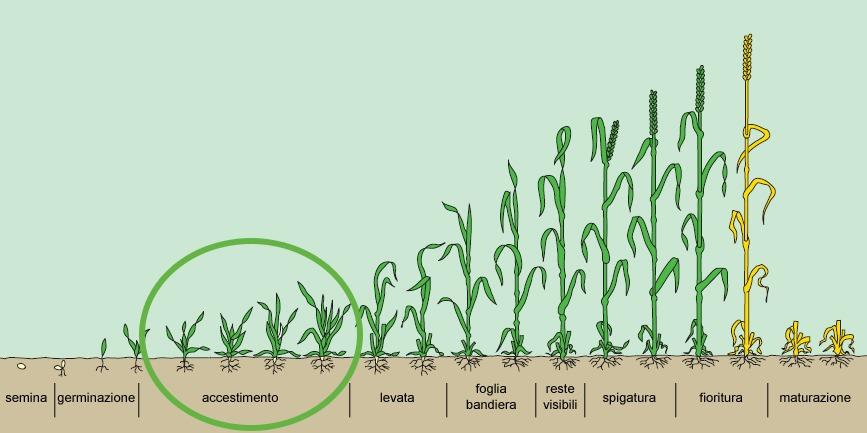 semina
germinazione
accestimento
levata
foglia
bandiera
reste
visibili
spigatura
fioritura
maturazione